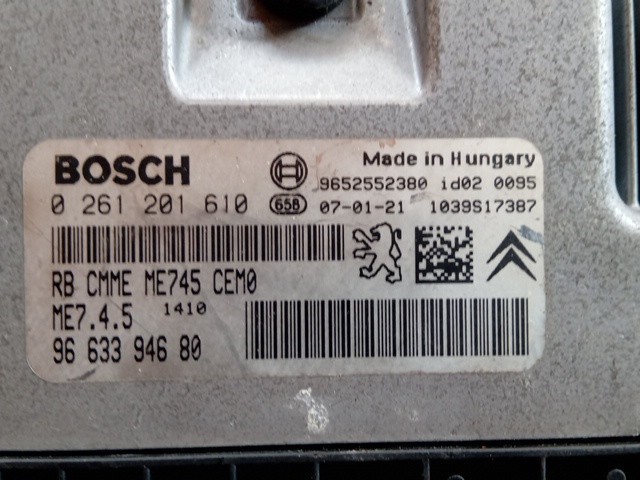 BOSCH
Made in Hungary
9652552380 id02 0095
0 261 201 610 658 07-01-21 1039S17387
RB CMME ME745 CEM0
ME7.4.5 1410
96 633 946 80